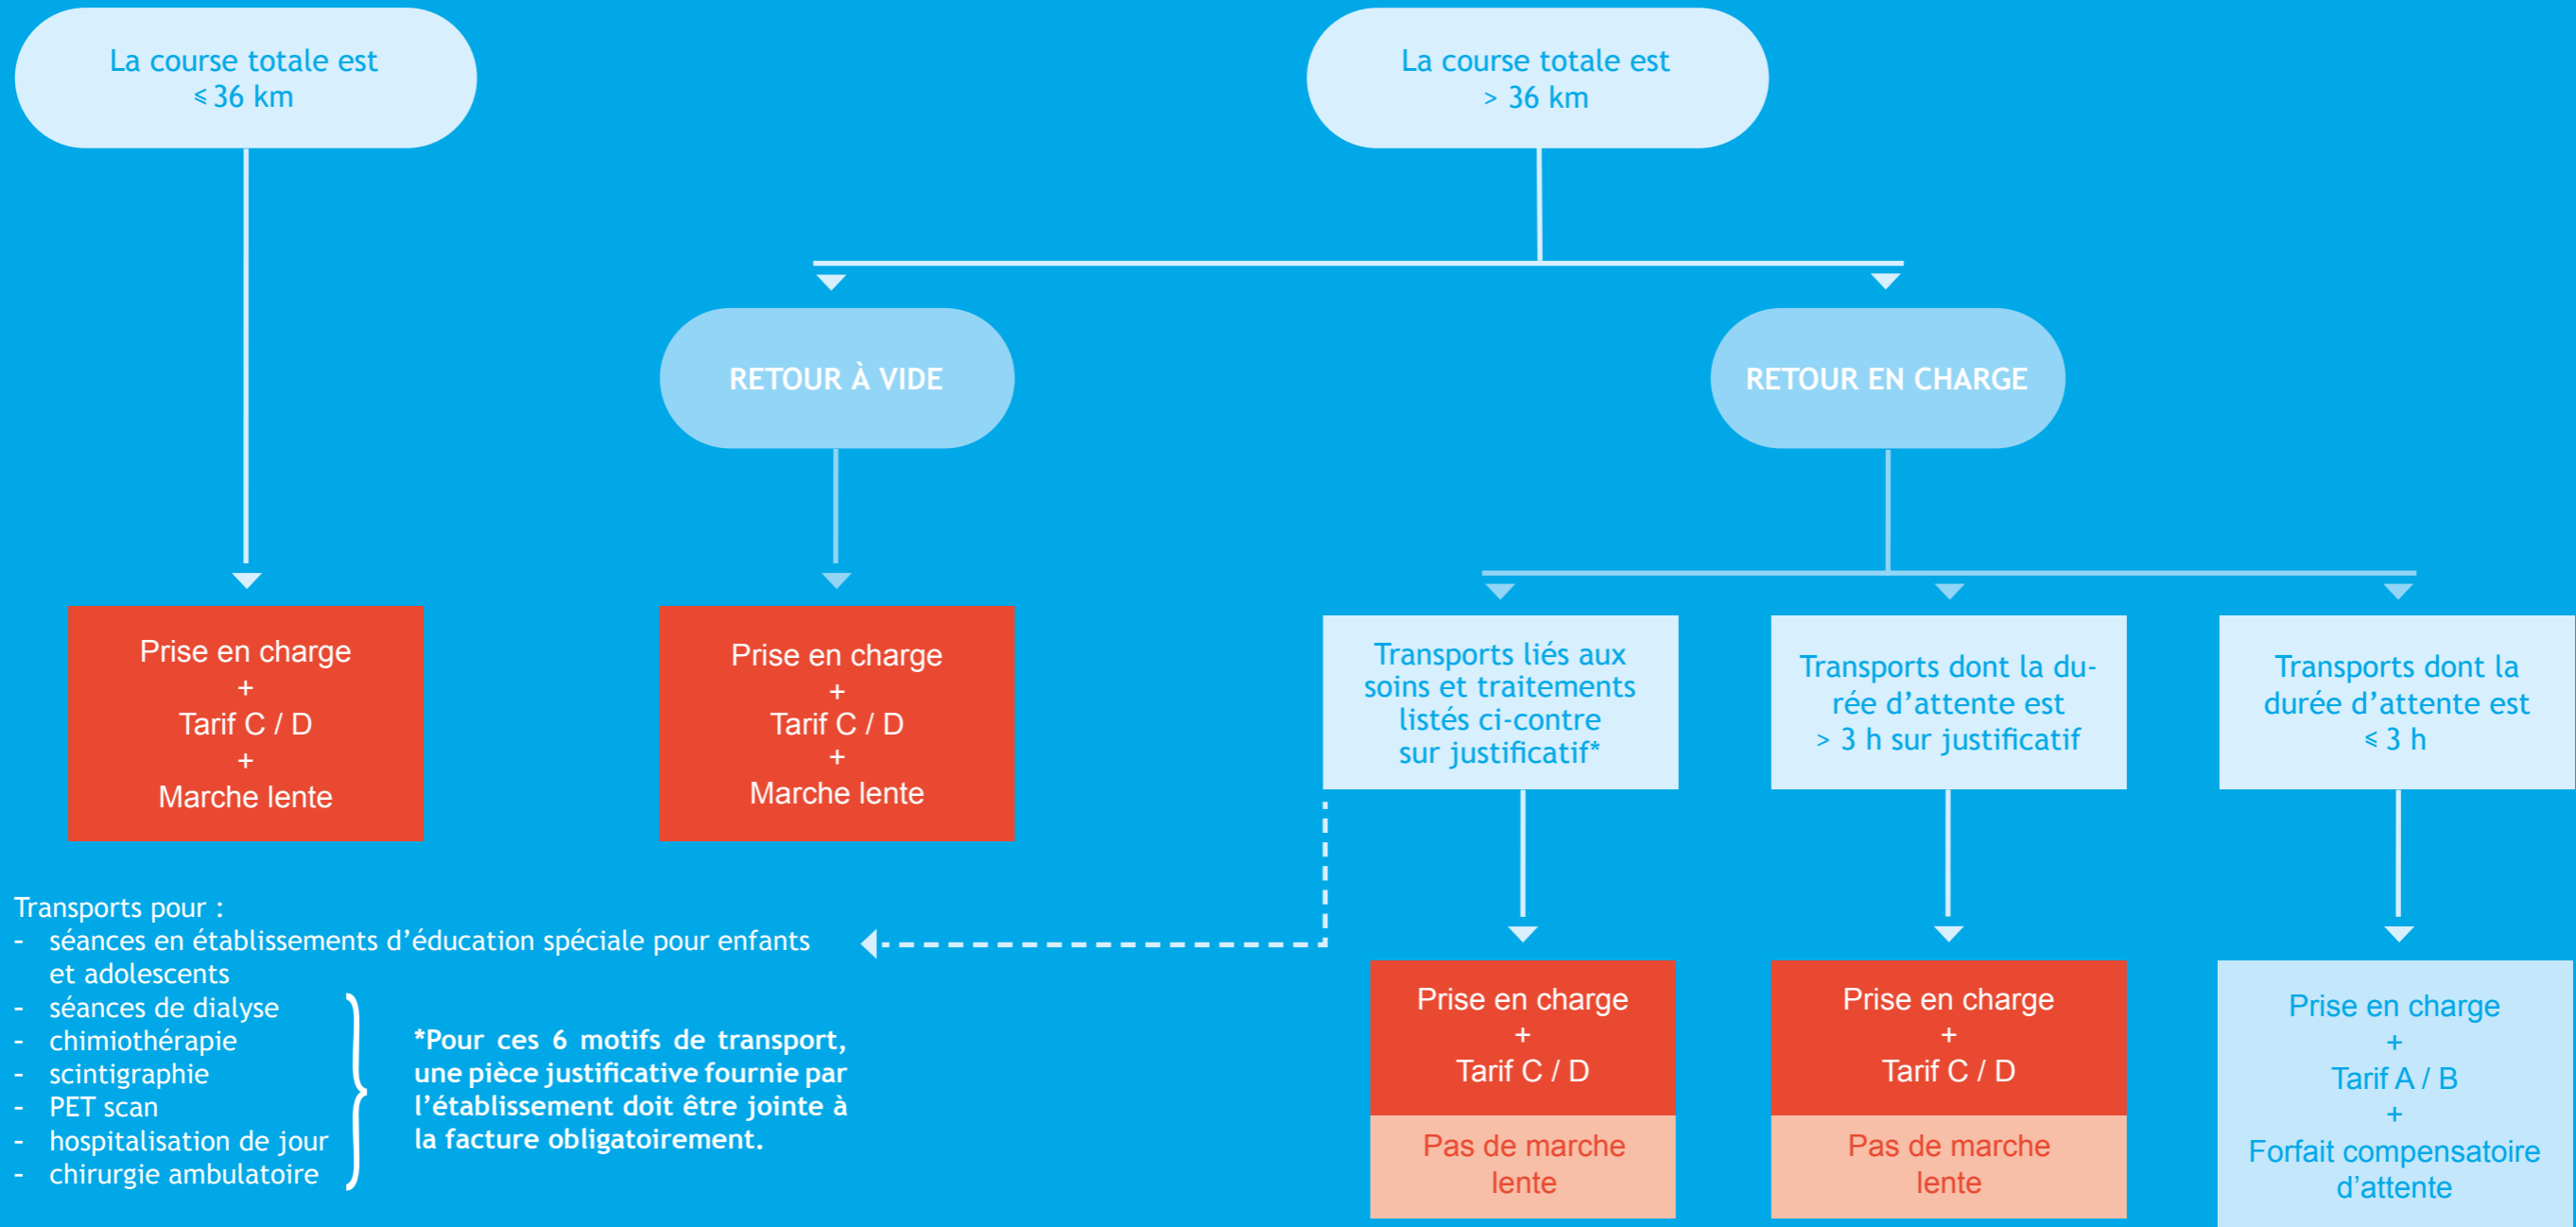 La course totale est
⩽ 36 km
La course totale est
> 36 km
RETOUR À VIDE
RETOUR EN CHARGE
Prise en charge
+
Tarif C / D
+
Marche lente
Prise en charge
+
Tarif C / D
+
Marche lente
Transports liés aux
soins et traitements
listés ci-contre
sur justificatif*
Transports dont la du-
rée d’attente est
> 3 h sur justificatif
Transports dont la
durée d’attente est
⩽ 3 h
Transports pour :
- séances en établissements d’éducation spéciale pour enfants
et adolescents
- séances de dialyse
- chimiothérapie
- scintigraphie
- PET scan
- hospitalisation de jour
- chirurgie ambulatoire
*Pour ces 6 motifs de transport,
une pièce justificative fournie par
l’établissement doit être jointe à
la facture obligatoirement.
Prise en charge
+
Tarif C / D
Pas de marche
lente
Prise en charge
+
Tarif C / D
Pas de marche
lente
Prise en charge
+
Tarif A / B
+
Forfait compensatoire
d’attente